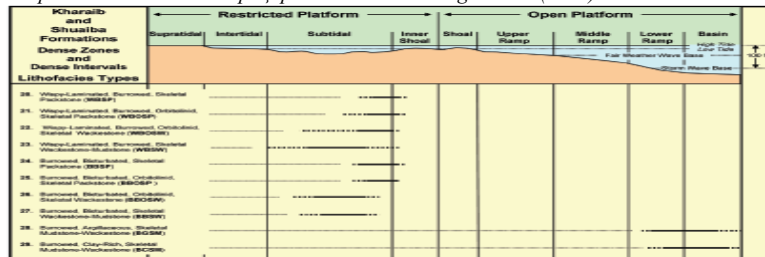 Kharaib
and
Shuaiba
Formations
Dense Zones
and
Dense Intervals
Lithofacies Types
Restricted Platform
Open Platform
Supratidal
Intertidal
Subtidal
Inner
Shoal
Shoal
Upper
Ramp
Middle
Ramp
Lower
Ramp
Basin
High Tide
Low Tide
Fair Weather Wave Base
Storm Wave Base
20. Wispy-Laminated, Burrowed, Skeletal
Packstone (WBSP)
21. Wispy-Laminated, Burrowed, Orbitolinid,
Skeletal Packstone (WBOSP)
22. Wispy-Laminated, Burrowed, Orbitolinid,
Skeletal Wackestone (WBOSW)
23. Wispy-Laminated, Burrowed, Skeletal
Wackestone-Mudstone (WBSW)
24. Burrowed, Bioturbated, Skeletal
Packstone (BBSP)
25. Burrowed, Bioturbated, Orbitolinid,
Skeletal Packstone (BBOSP )
26. Burrowed, Bioturbated, Orbitolinid,
Skeletal Wackestone (BBOSW)
27. Burrowed, Bioturbated, Skeletal
Wackestone-Mudstone (BBSW)
28. Burrowed, Argillaceous, Skeletal
Mudstone-Wackestone (BGSM)
29. Burrowed, Clay-Rich, Skeletal
Mudstone-Wackestone (BCSM)